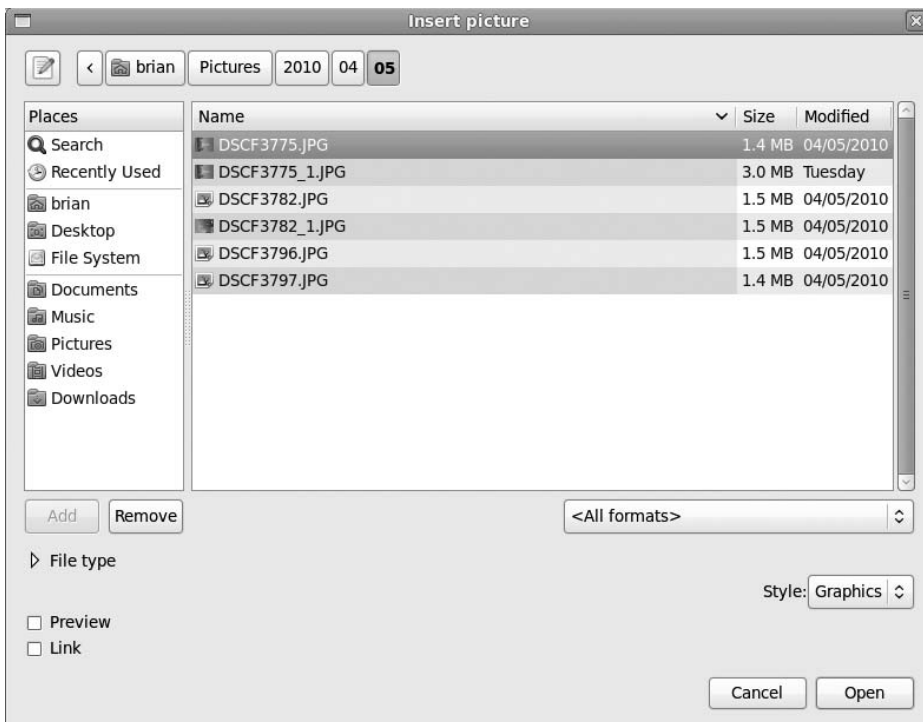 Insert picture
brian Pictures 2010 04 05
Places
Search
Recently Used
brian
Desktop
File System
Documents
Music
Pictures
Videos
Downloads
Name Size Modified
DSCF3775.JPG 1.4 MB 04/05/2010
DSCF3775_1.JPG 3.0 MB Tuesday
DSCF3782.JPG 1.5 MB 04/05/2010
DSCF3782_1.JPG 1.5 MB 04/05/2010
DSCF3796.JPG 1.5 MB 04/05/2010
DSCF3797.JPG 1.4 MB 04/05/2010
Add Remove <All formats>
File type
Style: Graphics
Preview
Link
Cancel Open